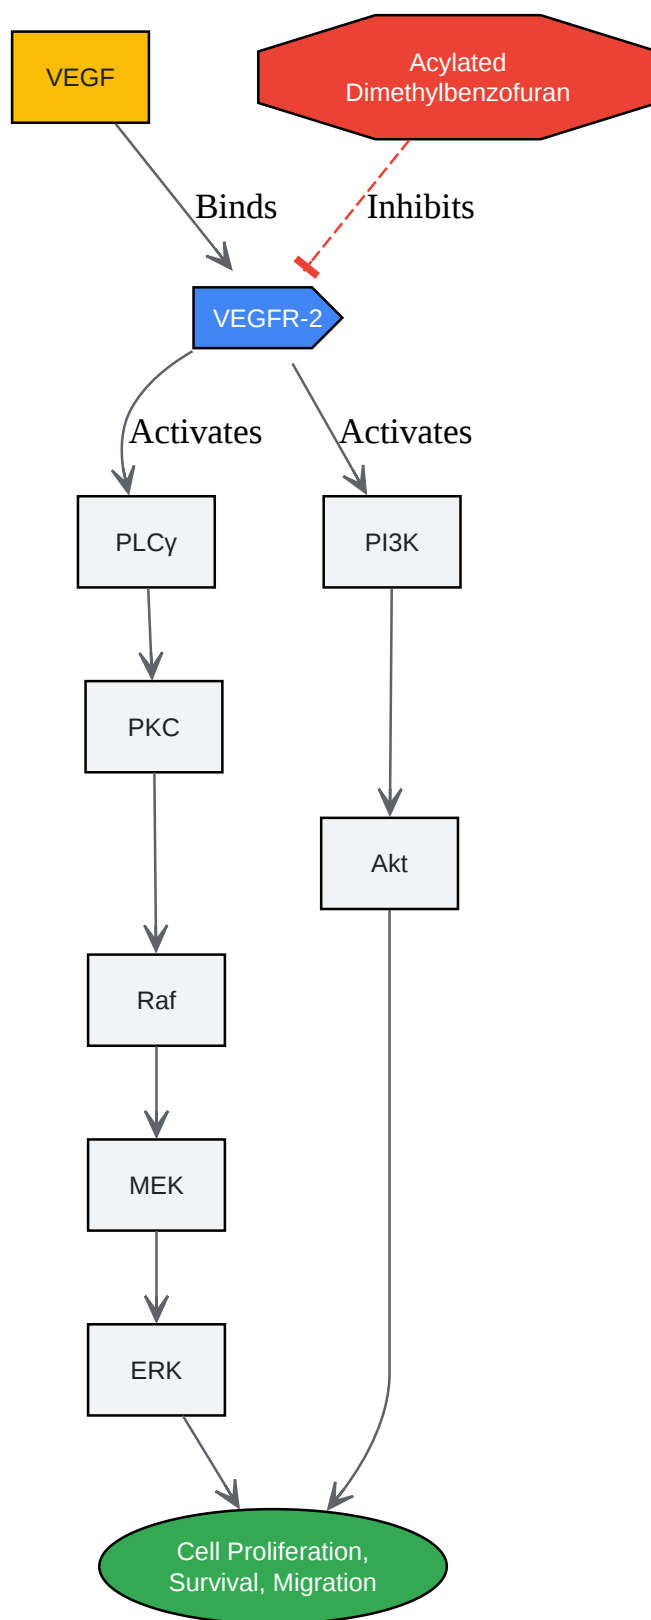 VEGF
Acylated
Dimethylbenzofuran
Binds
Inhibits
VEGFR-2
Activates
Activates
PLCγ
PI3K
PKC
Akt
Raf
MEK
ERK
Cell Proliferation,
Survival, Migration